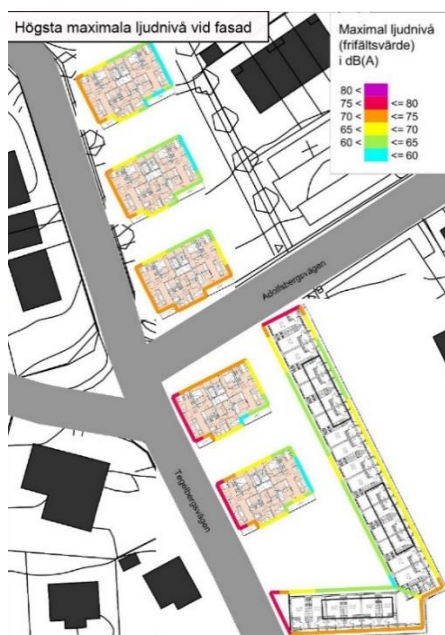 Högsta maximala ljudnivå vid fasad
Maximal ljudnivå
(frifältsvärde)
i dB(A)
80 <
75 < <= 80
70 < <= 75
65 < <= 70
60 < <= 65
<= 60
Adolfsbergsvägen
Tegelbergsvägen